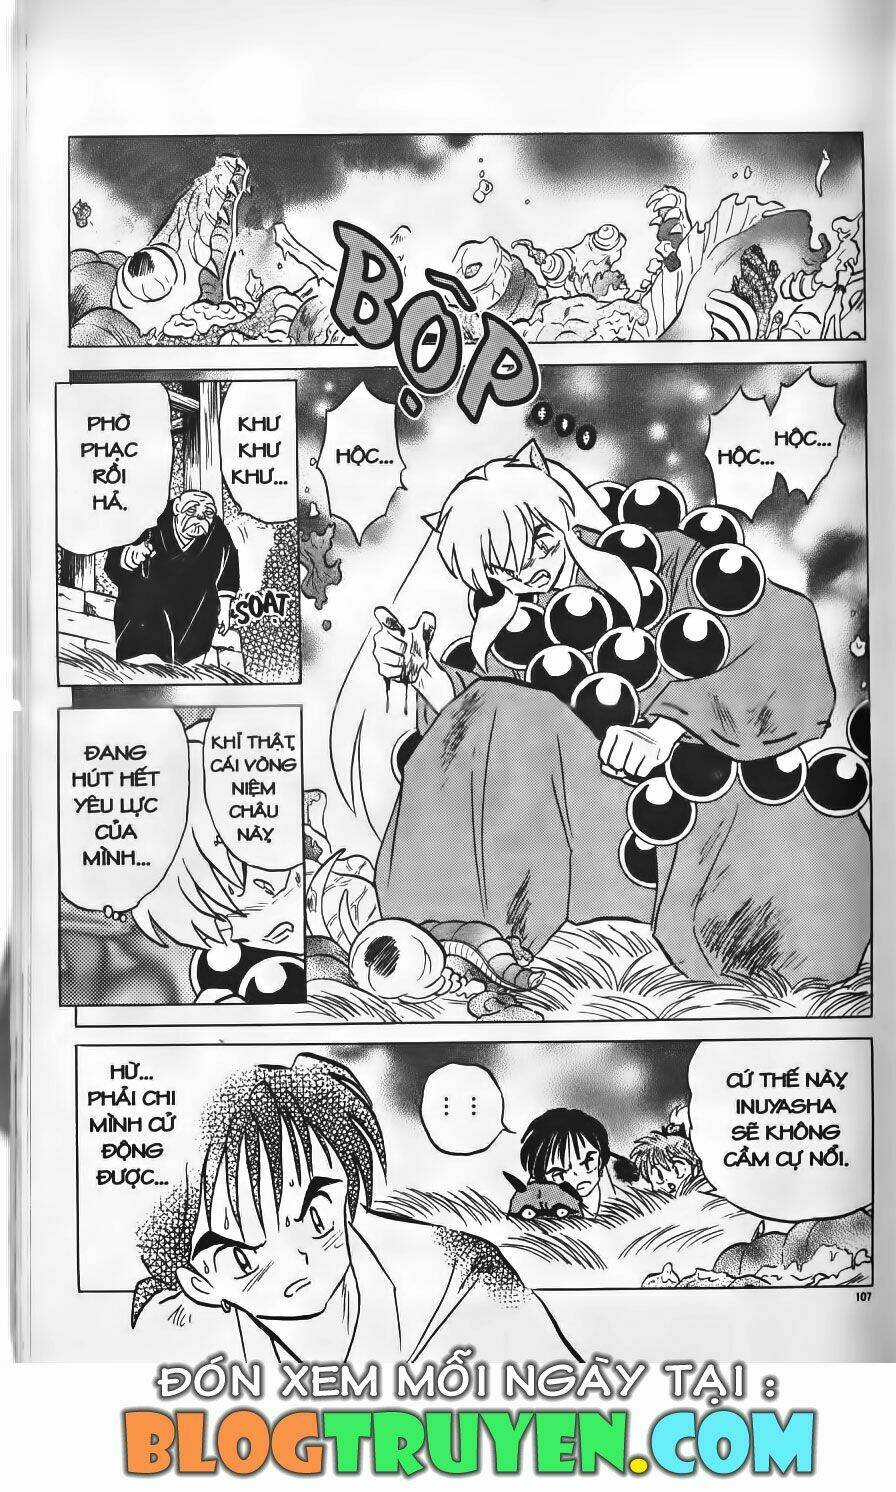 BỘP...
HỘC...
HỘC...
HỘC...
KHƯ
KHƯ
KHƯ...
PHỜ
PHẠC
RỒI
HẢ.
SOẠT
KHỈ THẬT,
CÁI VÒNG
NIỆM
CHÂU
NÀY,
ĐANG
HÚT HẾT
YÊU LỰC
CỦA
MÌNH...
CỨ THẾ NÀY,
INUYASHA
SẼ KHÔNG
CẦM CỰ NỔI.
......
HỪ...
PHẢI CHI
MÌNH CỬ
ĐỘNG
ĐƯỢC...
107
ĐÓN XEM MỖI NGÀY TẠI :
BLOGTRUYEN.COM